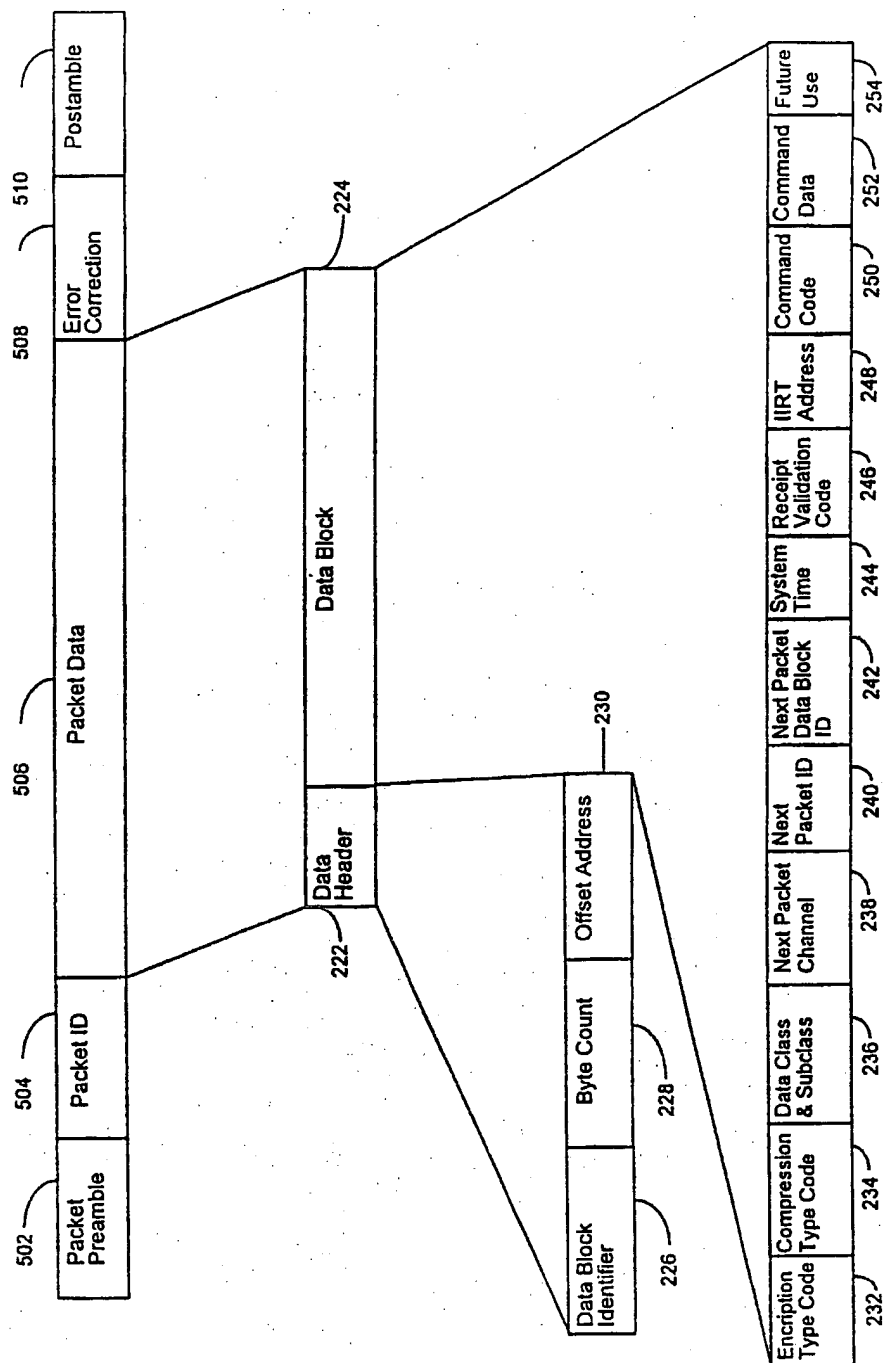 502
504
506
508
510
Packet
Preamble
Packet ID
Packet Data
Error
Correction
Postamble
222
224
Data
Header
Data Block
Data Block
Identifier
Byte Count
Offset Address
226
228
230
Encription
Type Code
Compression
Type Code
Data Class
& Subclass
Next Packet
Channel
Next
Packet ID
Next Packet
Data Block
ID
System
Time
Receipt
Validation
Code
IIRT
Address
Command
Code
Command
Data
Future
Use
232
234
236
238
240
242
244
246
248
250
252
254